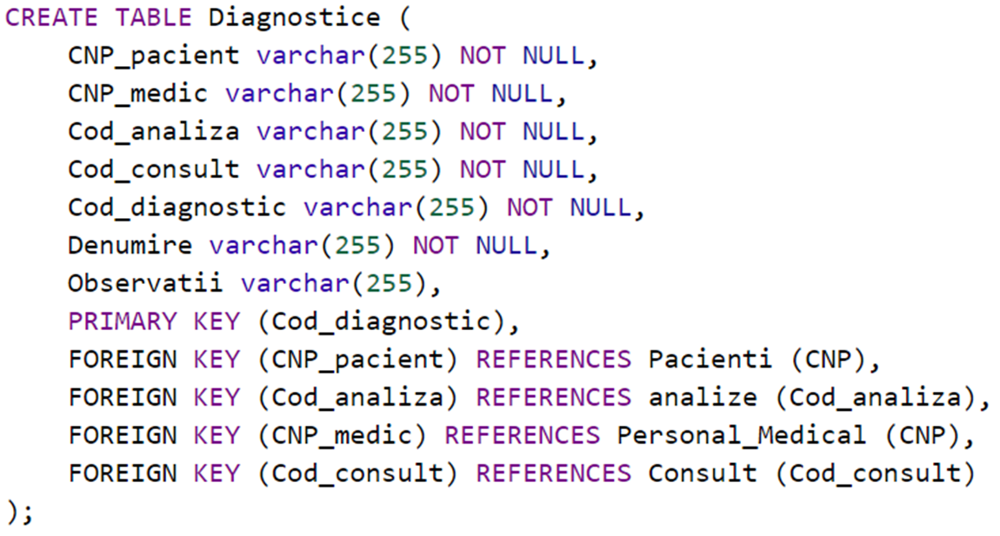 CREATE TABLE Diagnostice (
    CNP_pacient varchar(255) NOT NULL,
    CNP_medic varchar(255) NOT NULL,
    Cod_analiza varchar(255) NOT NULL,
    Cod_consult varchar(255) NOT NULL,
    Cod_diagnostic varchar(255) NOT NULL,
    Denumire varchar(255) NOT NULL,
    Observatii varchar(255),
    PRIMARY KEY (Cod_diagnostic),
    FOREIGN KEY (CNP_pacient) REFERENCES Pacienti (CNP),
    FOREIGN KEY (Cod_analiza) REFERENCES analize (Cod_analiza),
    FOREIGN KEY (CNP_medic) REFERENCES Personal_Medical (CNP),
    FOREIGN KEY (Cod_consult) REFERENCES Consult (Cod_consult)
);